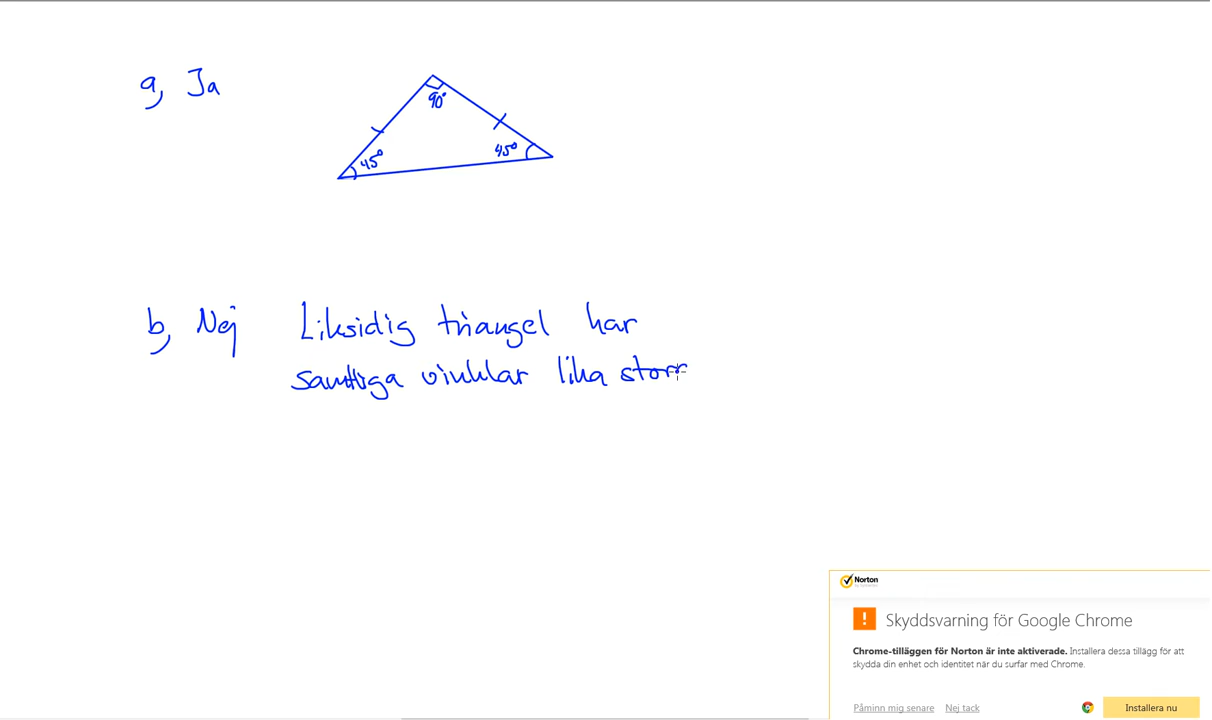 a, Ja
90°
45°
45°
b, Nej Liksidig triangel har
samtliga vinklar lika storr
Norton
Skyddsvarning för Google Chrome
Chrome-tilläggen för Norton är inte aktiverade. Installera dessa tillägg för att
skydda din enhet och identitet när du surfar med Chrome.
Påminn mig senare Nej tack Installera nu